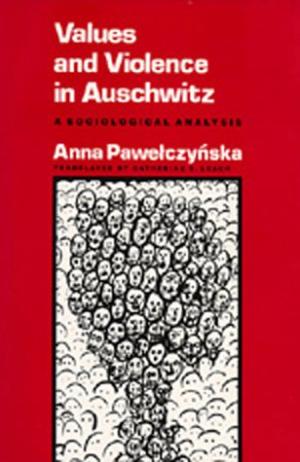 Values
and Violence
in Auschwitz
A SOCIOLOGICAL ANALYSIS
Anna Pawełczyńska
TRANSLATED BY CATHERINE S. LEACH